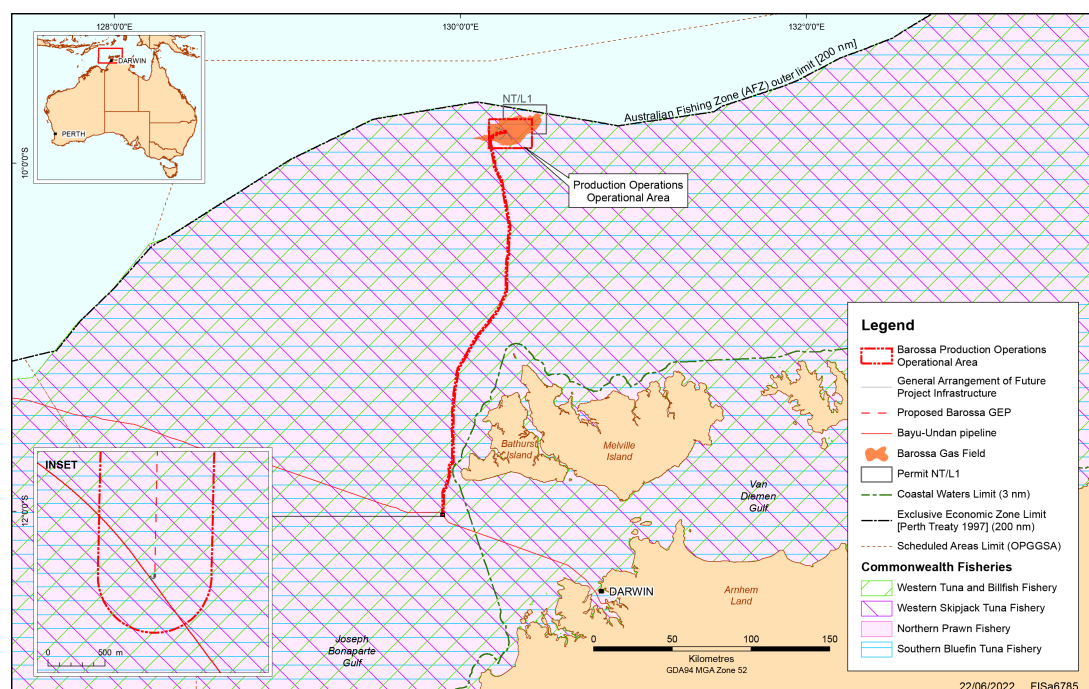 128°0'0"E
130°0'0"E
132°0'0"E
DARWIN
PERTH
Australian Fishing Zone (AFZ) outer limit [200 nm]
NT/L1
10°0'0"S
Production Operations
Operational Area
Legend
Barossa Production Operations
Operational Area
General Arrangement of Future
Project Infrastructure
Proposed Barossa GEP
Bayu-Undan pipeline
Barossa Gas Field
Permit NT/L1
Coastal Waters Limit (3 nm)
Exclusive Economic Zone Limit
[Perth Treaty 1997] (200 nm)
Scheduled Areas Limit (OPGGSA)
Commonwealth Fisheries
Western Tuna and Billfish Fishery
Western Skipjack Tuna Fishery
Northern Prawn Fishery
Southern Bluefin Tuna Fishery
Bathurst
Island
Melville
Island
INSET
12°0'0"S
Van
Diemen
Gulf
DARWIN
Arnhem
Land
Joseph
Bonaparte
Gulf
0 500 m
0 50 100 150
Kilometres
GDA94 MGA Zone 52
22/06/2022 EISa6785